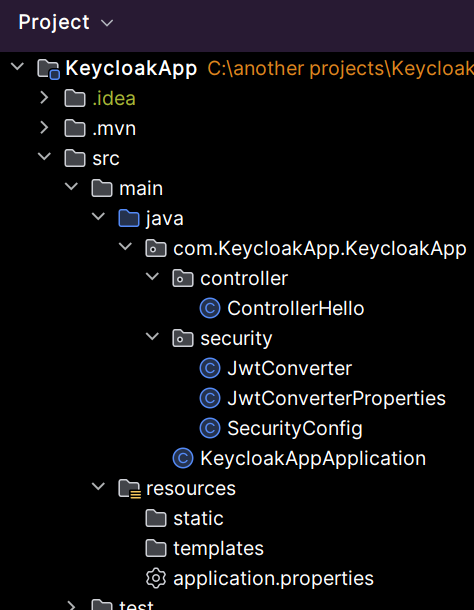 Project
KeycloakApp C:\another projects\Keycloak
.idea
.mvn
src
main
java
com.KeycloakApp.KeycloakApp
controller
ControllerHello
security
JwtConverter
JwtConverterProperties
SecurityConfig
KeycloakAppApplication
resources
static
templates
application.properties
test